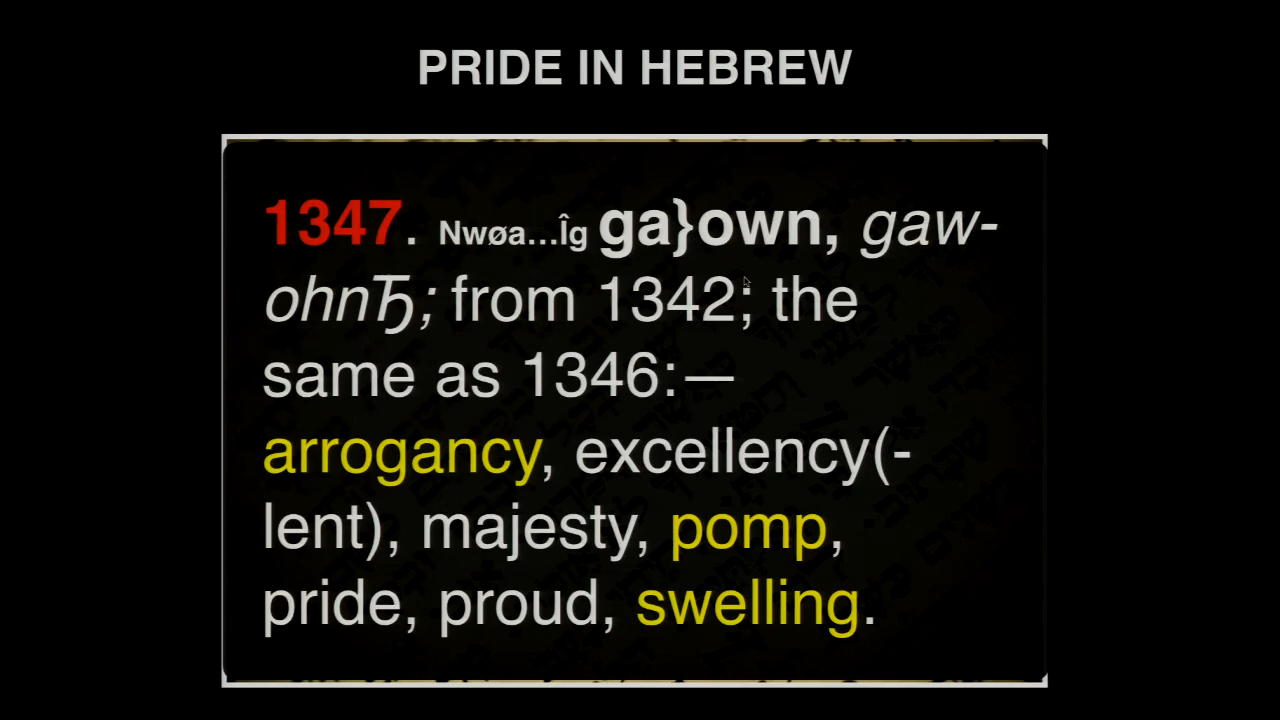 PRIDE IN HEBREW
1347. Nwøa…Îg ga}own, gaw-
ohnЂ; from 1342; the
same as 1346:—
arrogancy, excellency(-
lent), majesty, pomp,
pride, proud, swelling.